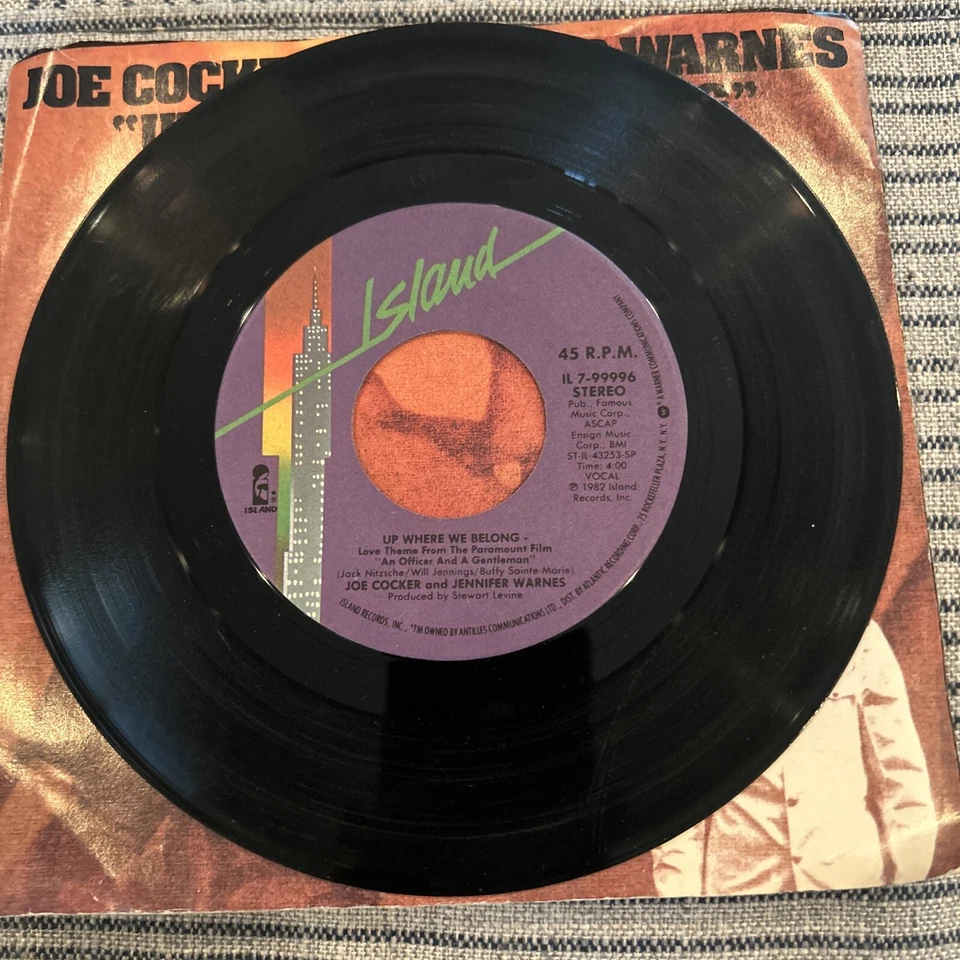 JOE COCK WARNES
Island
45 R.P.M.
IL 7-99996
STEREO
Pub., Famous
Music Corp.,
ASCAP
Ensign Music
Corp., BMI
ST-IL-43253-SP
Time: 4:00
VOCAL
℗ 1982 Island
Records, Inc.
ISLAND
UP WHERE WE BELONG -
Love Theme From The Paramount Film
"An Officer And A Gentleman"
(Jack Nitzsche/Will Jennings/Buffy Sainte-Marie)
JOE COCKER and JENNIFER WARNES
Produced by Stewart Levine
ISLAND RECORDS, INC., *TM OWNED BY ANTILLES COMMUNICATIONS LTD., DIST. BY ATLANTIC RECORDING CORP., 75 ROCKEFELLER PLAZA, N.Y., N.Y. A WARNER COMMUNICATIONS COMPANY